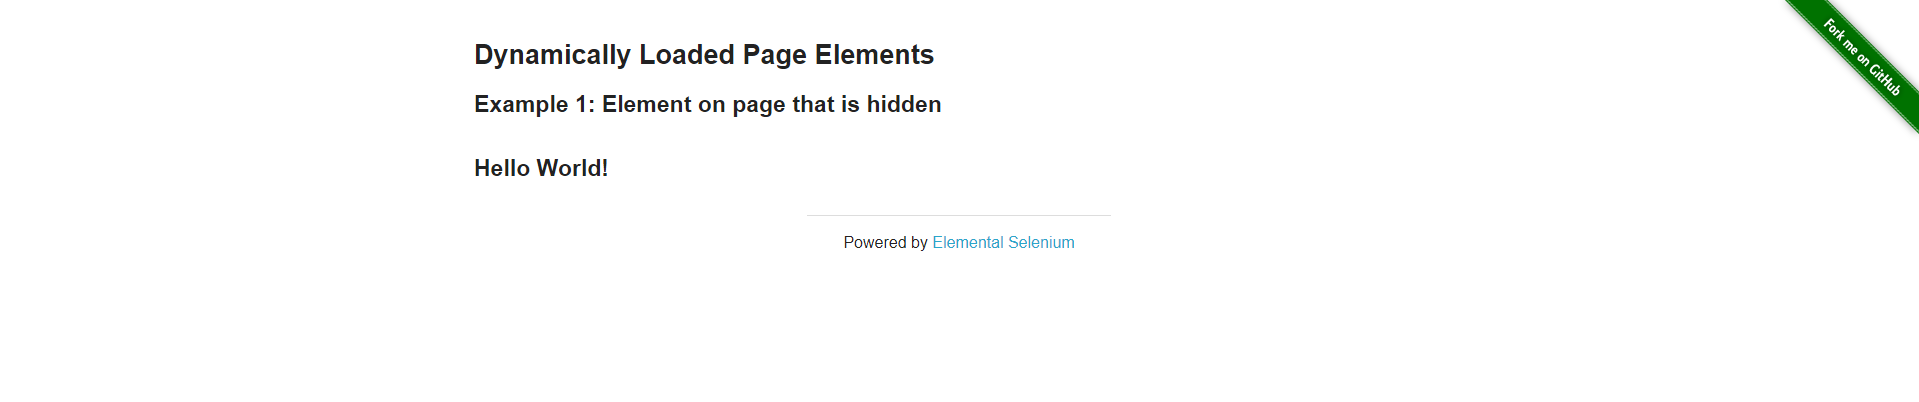 Dynamically Loaded Page Elements
Example 1: Element on page that is hidden
Hello World!
Powered by Elemental Selenium
Fork me on GitHub